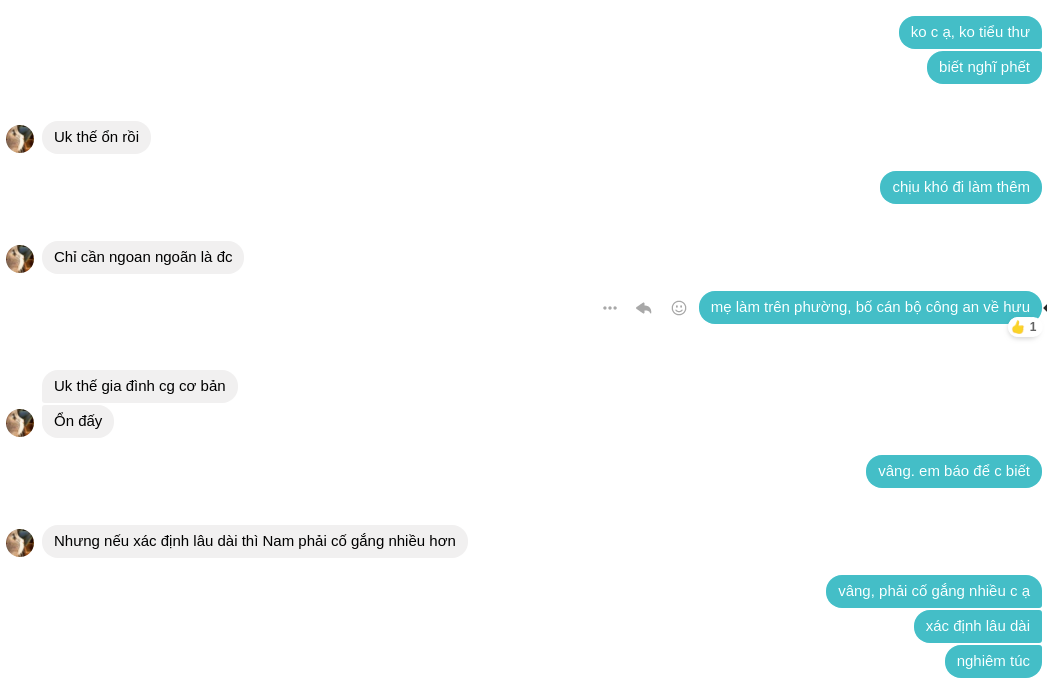 ko c ạ, ko tiểu thư
biết nghĩ phết
Uk thế ổn rồi
chịu khó đi làm thêm
Chỉ cần ngoan ngoãn là đc
mẹ làm trên phường, bố cán bộ công an về hưu
1
Uk thế gia đình cg cơ bản
Ổn đấy
vâng. em báo để c biết
Nhưng nếu xác định lâu dài thì Nam phải cố gắng nhiều hơn
vâng, phải cố gắng nhiều c ạ
xác định lâu dài
nghiêm túc